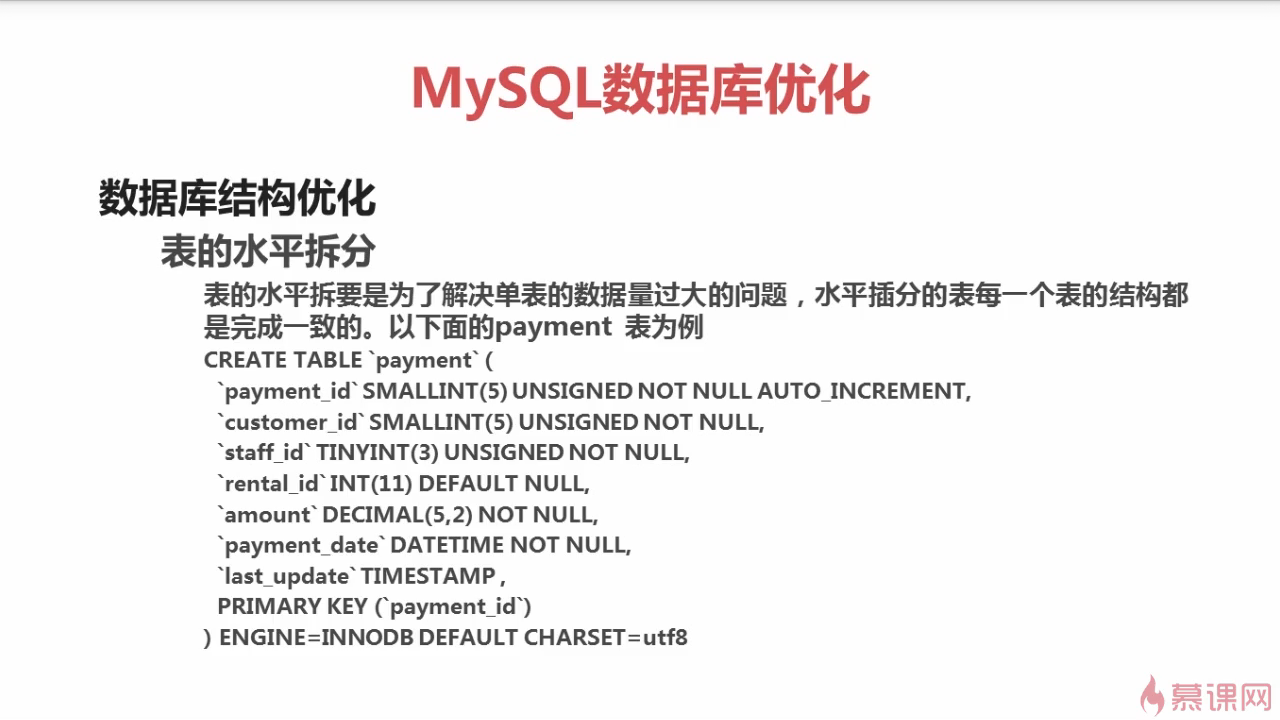 MySQL数据库优化
数据库结构优化
表的水平拆分
表的水平拆要是为了解决单表的数据量过大的问题，水平插分的表每一个表的结构都
是完成一致的。以下面的payment 表为例
CREATE TABLE `payment` (
`payment_id` SMALLINT(5) UNSIGNED NOT NULL AUTO_INCREMENT,
`customer_id` SMALLINT(5) UNSIGNED NOT NULL,
`staff_id` TINYINT(3) UNSIGNED NOT NULL,
`rental_id` INT(11) DEFAULT NULL,
`amount` DECIMAL(5,2) NOT NULL,
`payment_date` DATETIME NOT NULL,
`last_update` TIMESTAMP ,
PRIMARY KEY (`payment_id`)
) ENGINE=INNODB DEFAULT CHARSET=utf8
慕课网